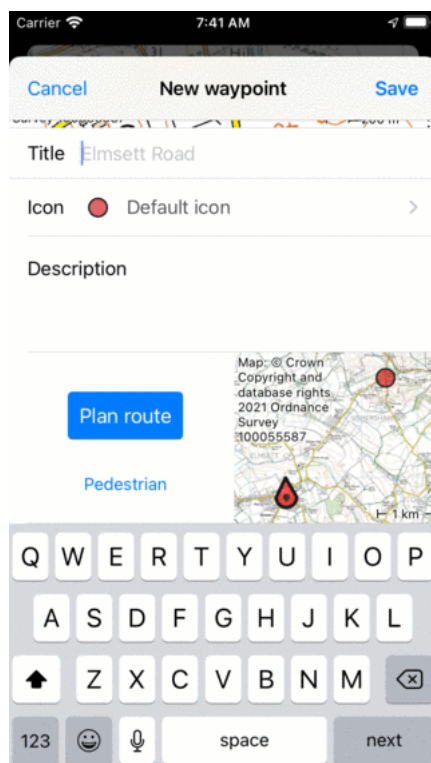 Carrier 7:41 AM
Cancel New waypoint Save
Title Elmsett Road
Icon Default icon
Description
Map: © Crown
Copyright and
database rights
2021 Ordnance
Survey
100055587
Plan route
Pedestrian
1 km
Q W E R T Y U I O P
A S D F G H J K L
Z X C V B N M
123 space next